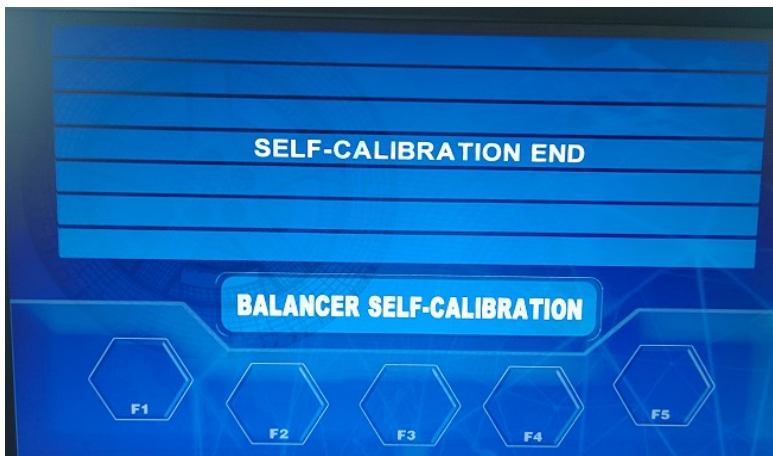 SELF-CALIBRATION END
BALANCER SELF-CALIBRATION
F1
F2
F3
F4
F5